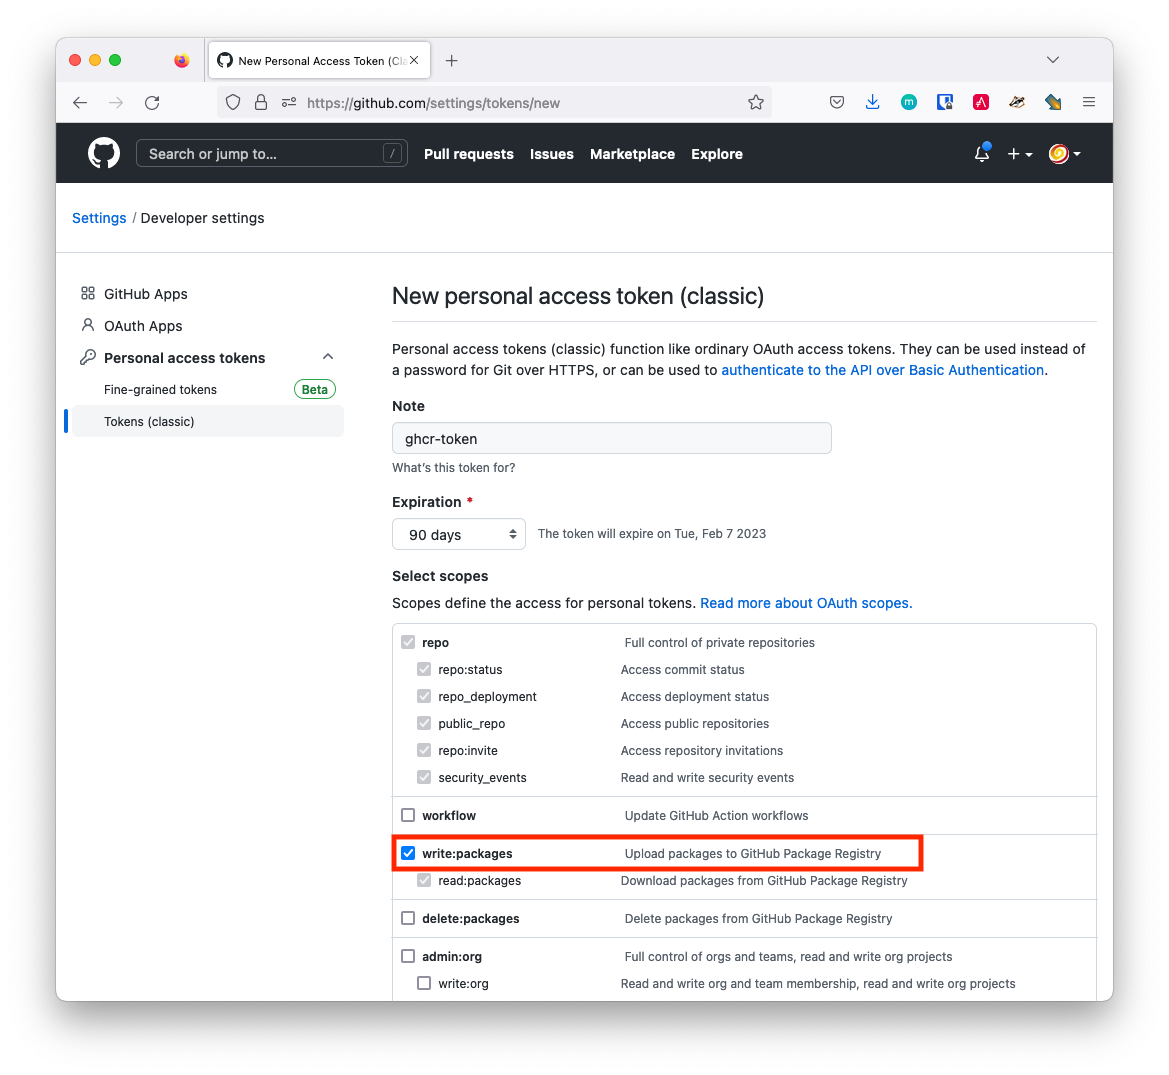 New Personal Access Token (Cla
https://github.com/settings/tokens/new
Search or jump to...
/
Pull requests
Issues
Marketplace
Explore
Settings / Developer settings
GitHub Apps
OAuth Apps
Personal access tokens
Fine-grained tokens
Beta
Tokens (classic)
New personal access token (classic)
Personal access tokens (classic) function like ordinary OAuth access tokens. They can be used instead of
a password for Git over HTTPS, or can be used to authenticate to the API over Basic Authentication.
Note
ghcr-token
What's this token for?
Expiration *
90 days
The token will expire on Tue, Feb 7 2023
Select scopes
Scopes define the access for personal tokens. Read more about OAuth scopes.
repo Full control of private repositories
repo:status Access commit status
repo_deployment Access deployment status
public_repo Access public repositories
repo:invite Access repository invitations
security_events Read and write security events
workflow Update GitHub Action workflows
write:packages Upload packages to GitHub Package Registry
read:packages Download packages from GitHub Package Registry
delete:packages Delete packages from GitHub Package Registry
admin:org Full control of orgs and teams, read and write org projects
write:org Read and write org and team membership, read and write org projects